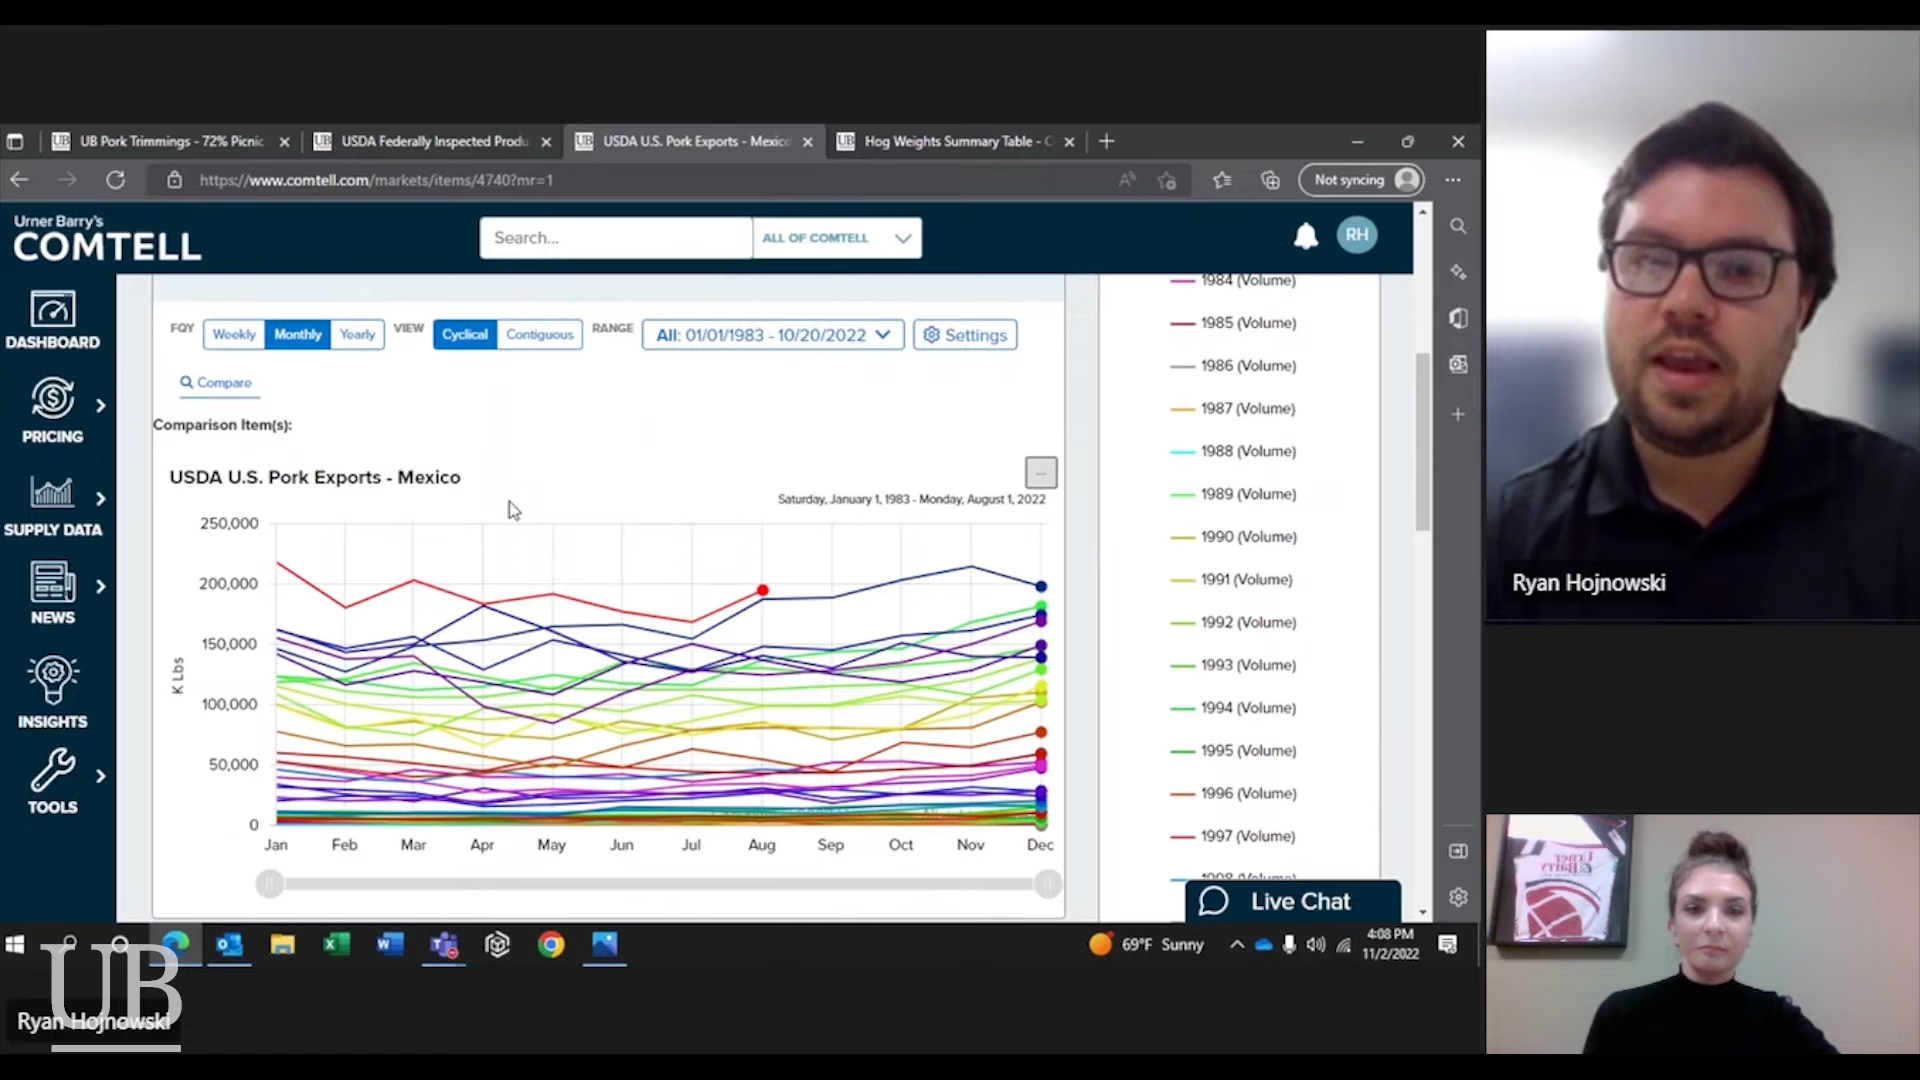 UB Pork Trimmings - 72% Picnic
USDA Federally Inspected Produ
USDA U.S. Pork Exports - Mexico
Hog Weights Summary Table - C
https://www.comtell.com/markets/items/4740?mr=1
Not syncing
Urner Barry's
COMTELL
Search...
ALL OF COMTELL
RH
DASHBOARD
PRICING
SUPPLY DATA
NEWS
INSIGHTS
TOOLS
FQY Weekly Monthly Yearly VIEW Cyclical Contiguous RANGE All: 01/01/1983 - 10/20/2022 Settings
Compare
Comparison Item(s):
USDA U.S. Pork Exports - Mexico
...
Saturday, January 1, 1983 - Monday, August 1, 2022
K Lbs
250,000
200,000
150,000
100,000
50,000
0
Jan Feb Mar Apr May Jun Jul Aug Sep Oct Nov Dec
1984 (Volume)
1985 (Volume)
1986 (Volume)
1987 (Volume)
1988 (Volume)
1989 (Volume)
1990 (Volume)
1991 (Volume)
1992 (Volume)
1993 (Volume)
1994 (Volume)
1995 (Volume)
1996 (Volume)
1997 (Volume)
1998 (Volume)
Live Chat
69°F Sunny
4:08 PM
11/2/2022
UB
Ryan Hojnowski
Ryan Hojnowski
Urner
Barry